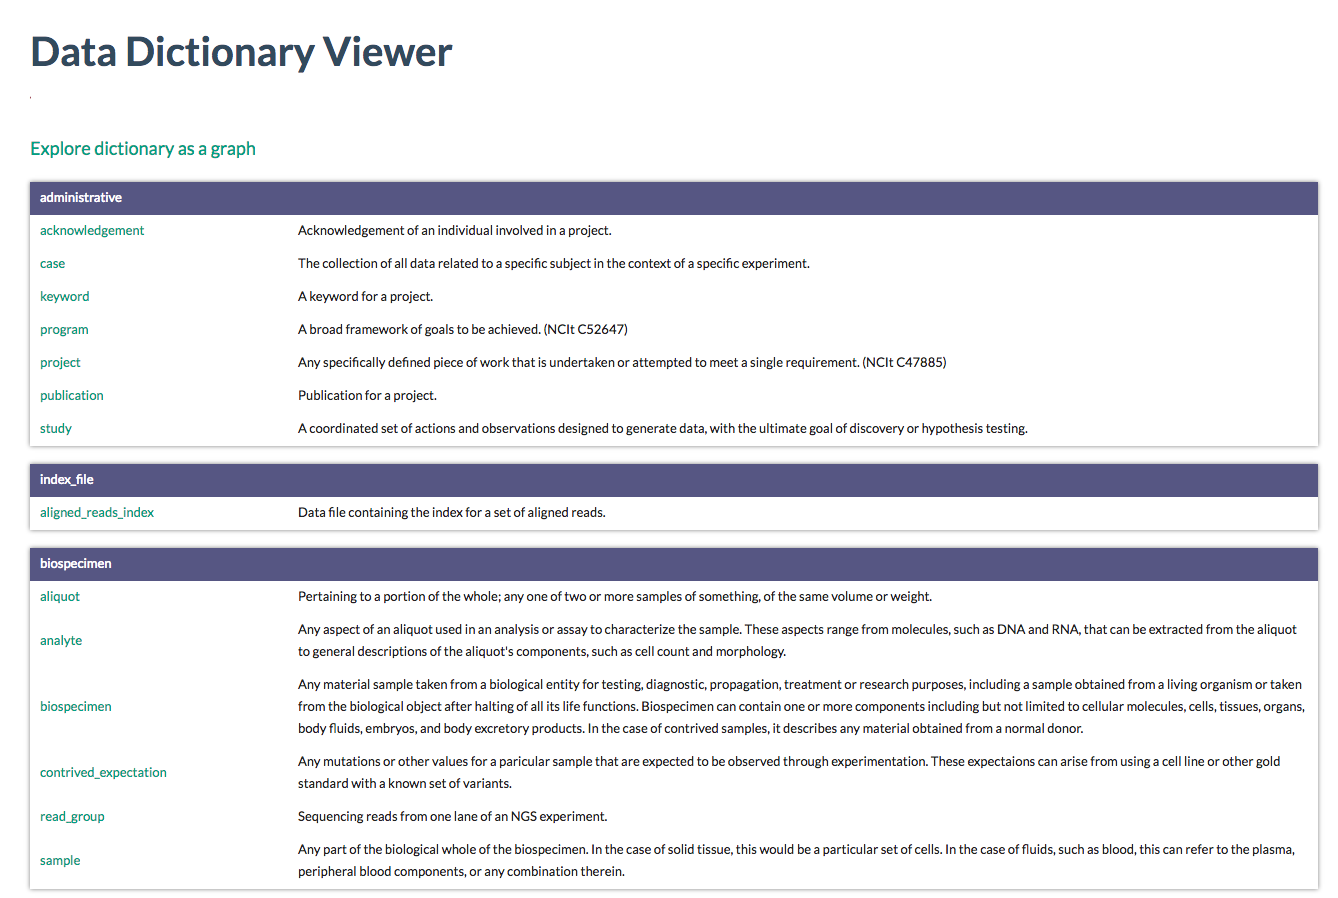 Data Dictionary Viewer
Explore dictionary as a graph
administrative
acknowledgement Acknowledgement of an individual involved in a project.
case The collection of all data related to a specific subject in the context of a specific experiment.
keyword A keyword for a project.
program A broad framework of goals to be achieved. (NCIt C52647)
project Any specifically defined piece of work that is undertaken or attempted to meet a single requirement. (NCIt C47885)
publication Publication for a project.
study A coordinated set of actions and observations designed to generate data, with the ultimate goal of discovery or hypothesis testing.
index_file
aligned_reads_index Data file containing the index for a set of aligned reads.
biospecimen
aliquot Pertaining to a portion of the whole; any one of two or more samples of something, of the same volume or weight.
analyte Any aspect of an aliquot used in an analysis or assay to characterize the sample. These aspects range from molecules, such as DNA and RNA, that can be extracted from the aliquot
to general descriptions of the aliquot's components, such as cell count and morphology.
Any material sample taken from a biological entity for testing, diagnostic, propagation, treatment or research purposes, including a sample obtained from a living organism or taken
biospecimen from the biological object after halting of all its life functions. Biospecimen can contain one or more components including but not limited to cellular molecules, cells, tissues, organs,
body fluids, embryos, and body excretory products. In the case of contrived samples, it describes any material obtained from a normal donor.
contrived_expectation Any mutations or other values for a paricular sample that are expected to be observed through experimentation. These expectaions can arise from using a cell line or other gold
standard with a known set of variants.
read_group Sequencing reads from one lane of an NGS experiment.
sample Any part of the biological whole of the biospecimen. In the case of solid tissue, this would be a particular set of cells. In the case of fluids, such as blood, this can refer to the plasma,
peripheral blood components, or any combination therein.